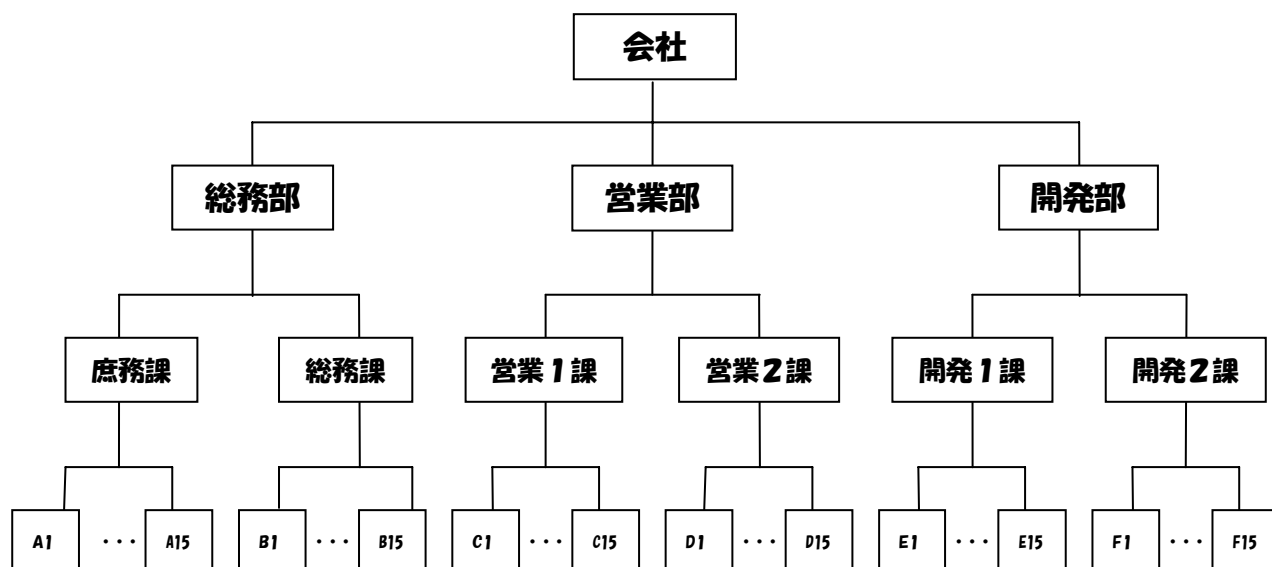 会社
総務部 営業部 開発部
庶務課 総務課 営業1課 営業2課 開発1課 開発2課
A1 ・・・ A15 B1 ・・・ B15 C1 ・・・ C15 D1 ・・・ D15 E1 ・・・ E15 F1 ・・・ F15